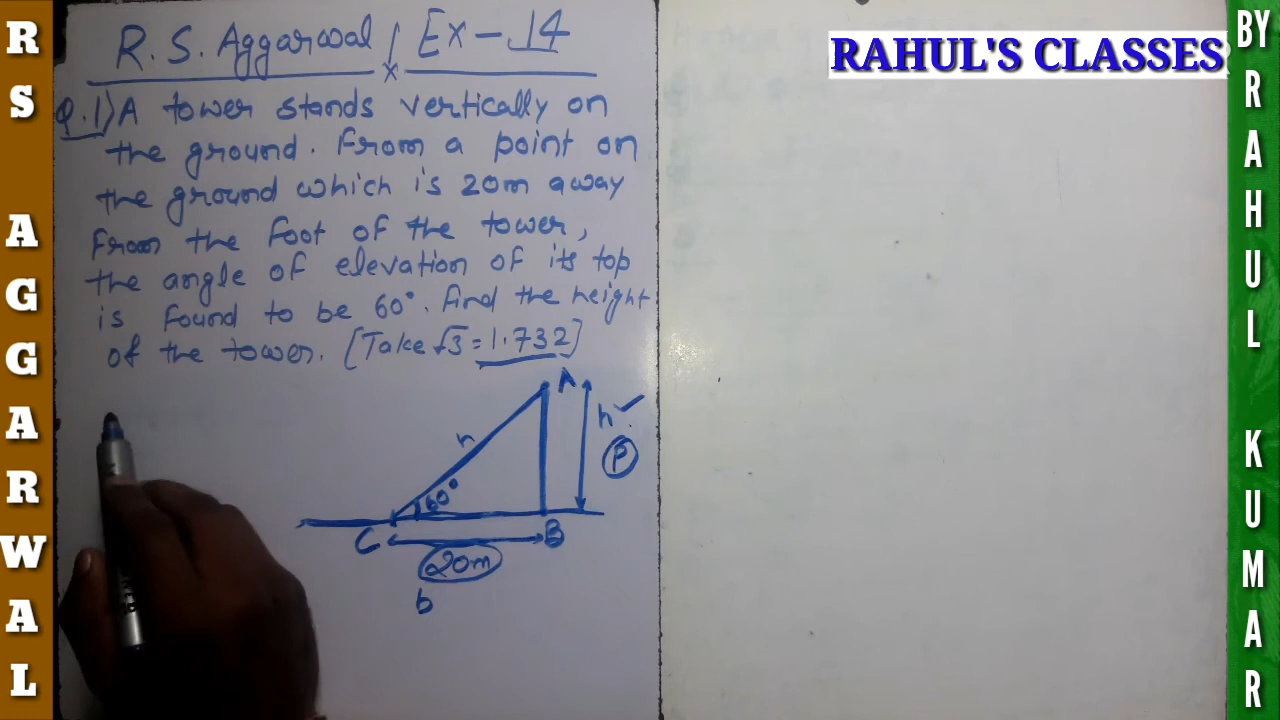 RS AGGARWAL
R. S. Aggarwal Ex - 14
Q.1) A tower stands vertically on
the ground. From a point on
the ground which is 20m away
from the foot of the tower,
the angle of elevation of its top
is found to be 60°. Find the height
of the tower. [Take √3 = 1.732]
A
h
P
h
60°
C
B
20m
b
RAHUL'S CLASSES
BY RAHUL KUMAR